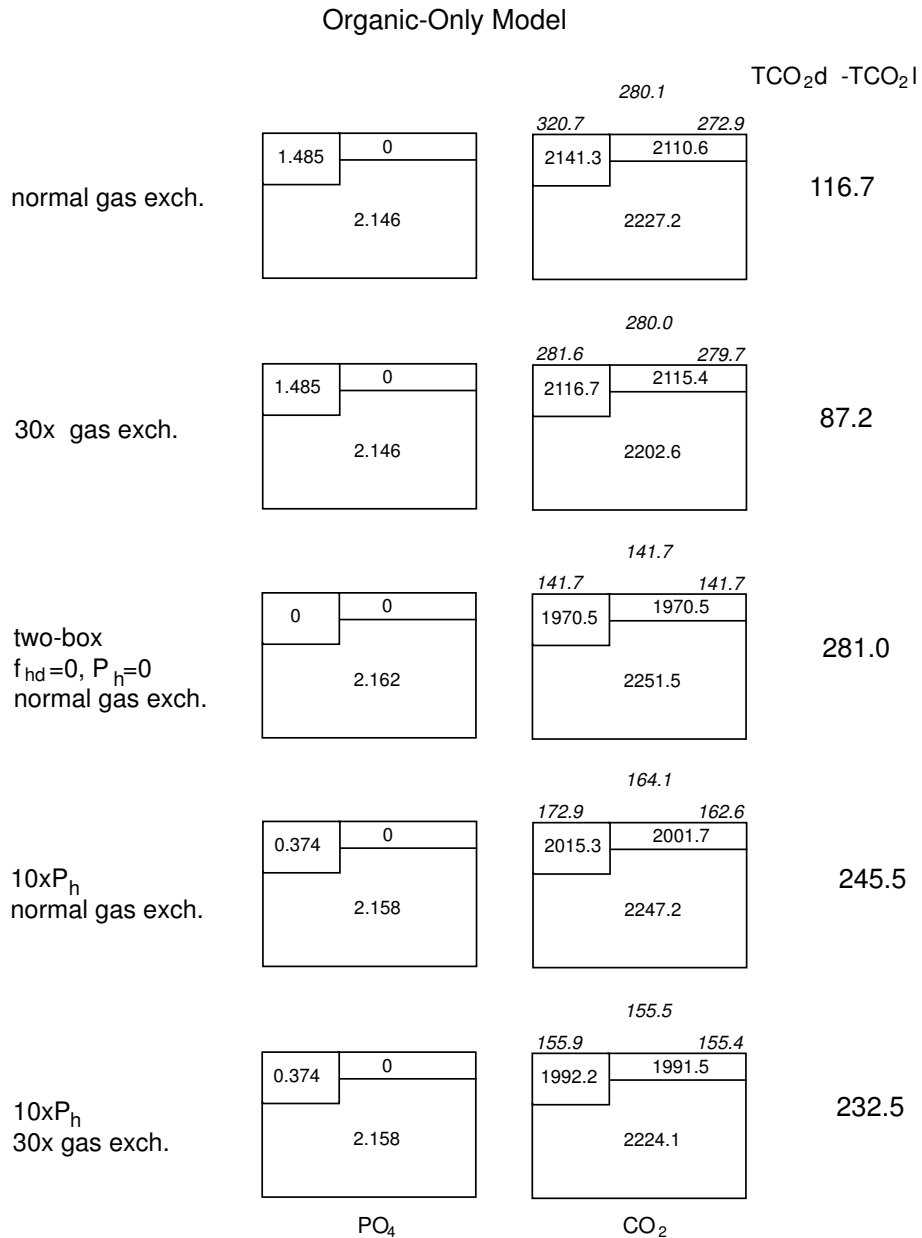 Organic-Only Model
TCO₂d -TCO₂l
280.1
320.7 272.9
1.485 0 2141.3 2110.6
normal gas exch. 116.7
2.146 2227.2
280.0
281.6 279.7
1.485 0 2116.7 2115.4
30x gas exch. 87.2
2.146 2202.6
141.7
141.7 141.7
0 0 1970.5 1970.5
two-box 281.0
f hd =0, P h =0 2.162 2251.5
normal gas exch.
164.1
172.9 162.6
0.374 0 2015.3 2001.7
10xP h 245.5
normal gas exch. 2.158 2247.2
155.5
155.9 155.4
0.374 0 1992.2 1991.5
10xP h 232.5
30x gas exch. 2.158 2224.1
PO₄ CO₂